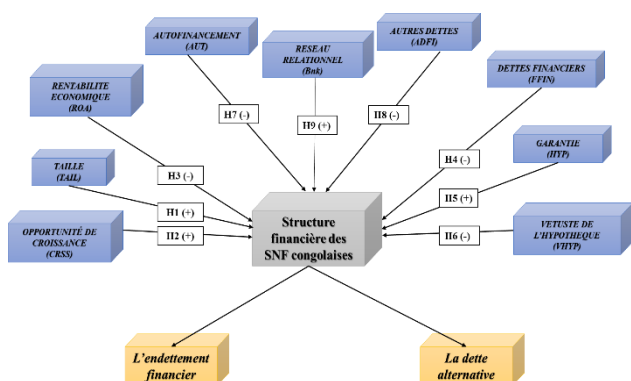 AUTOFINANCEMENT
(AUT)
RESEAU
RELATIONNEL
(Bnk)
AUTRES DETTES
(ADFI)
RENTABILITE
ECONOMIQUE
(ROA)
DETTES FINANCIERS
(FFIN)
TAILLE
(TAIL)
GARANTIE
(HYP)
OPPORTUNITÉ DE
CROISSANCE
(CRSS)
VETUSTE DE
L'HYPOTHEQUE
(VHYP)
H7 (-)
H9 (+)
H8 (-)
H3 (-)
H4 (-)
H1 (+)
H5 (+)
H2 (+)
H6 (-)
Structure
financière des
SNF congolaises
L'endettement
financier
La dette
alternative